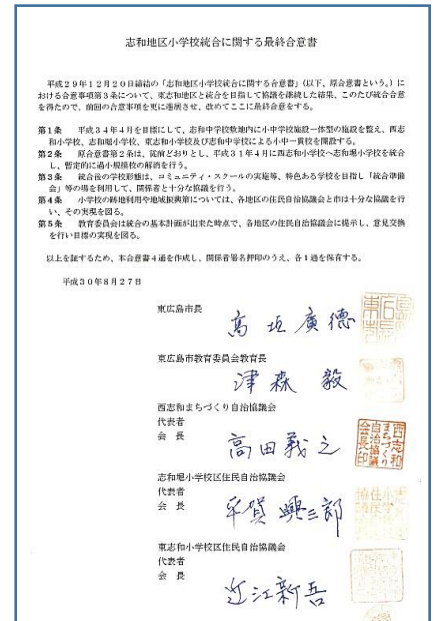 志和地区小学校統合に関する最終合意書
平成29年12月20日締結の「志和地区小学校統合に関する合意書」(以下、原合意書という。)に
おける合意事項第3条について、東志和地区と統合を目指して協議を継続した結果、このたび統合合意
を得たので、前回の合意事項を更に進展させ、改めてここに最終合意をする。
第1条 平成34年4月を目標にして、志和中学校敷地内に小中学校施設一体型の施設を整え、西志
和小学校、志和堀小学校、東志和小学校及び志和中学校による小中一貫校を開設する。
第2条 原合意書第2条は、従前どおりとし、平成31年4月に西志和小学校へ志和堀小学校を統合
し、暫定的に過小規模校の解消を行う。
第3条 統合後の学校形態は、コミュニティ・スクールの実施等、特色ある学校を目指し「統合準備
会」等の場を利用して、関係者と十分な協議を行う。
第4条 小学校の跡地利用や地域振興策については、各地区の住民自治協議会と市は十分な協議を行
い、その実現を図る。
第5条 教育委員会は統合の基本計画が出来た時点で、各地区の住民自治協議会に提示し、意見交換
を行い目標の実現を図る。
以上を証するため、本合意書4通を作成し、関係者署名押印のうえ、各1通を保有する。
平成30年8月27日
東広島市長
高垣廣徳
東広島市教育委員会教育長
津森 毅
西志和まちづくり自治協議会
代表者
会 長
高田義之
西志和
まちづくり
自治協議
会長印
志和堀小学校区住民自治協議会
代表者
会 長
平賀興三郎
東志和小学校区住民自治協議会
代表者
会 長
近江新吾